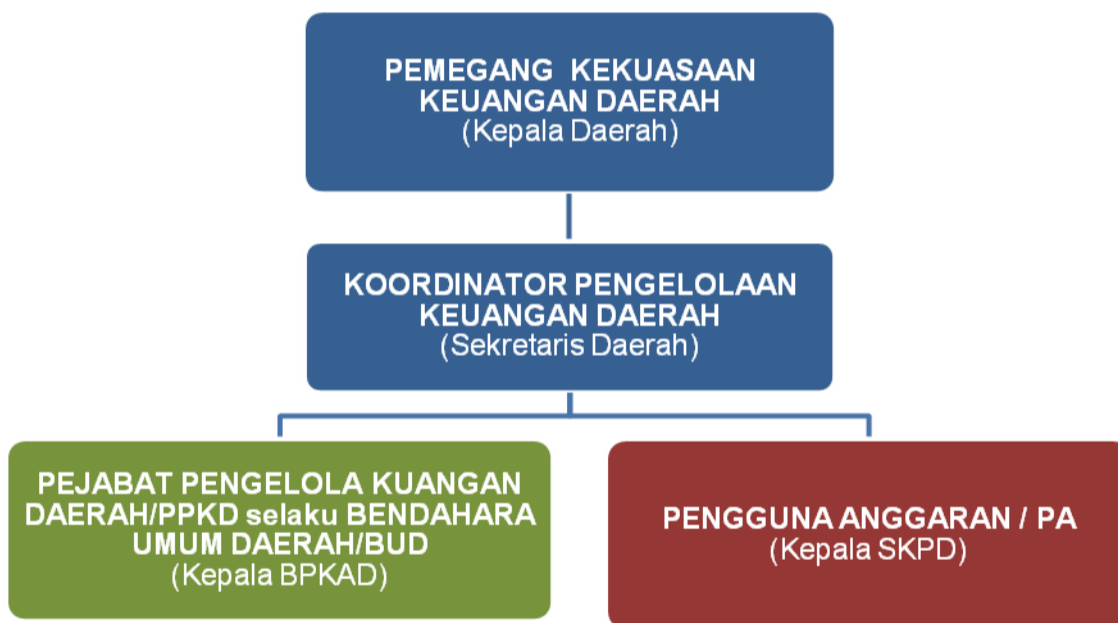 PEMEGANG KEKUASAAN
KEUANGAN DAERAH
(Kepala Daerah)
KOORDINATOR PENGELOLAAN
KEUANGAN DAERAH
(Sekretaris Daerah)
PEJABAT PENGELOLA KUANGAN
DAERAH/PPKD selaku BENDAHARA
UMUM DAERAH/BUD
(Kepala BPKAD)
PENGGUNA ANGGARAN / PA
(Kepala SKPD)